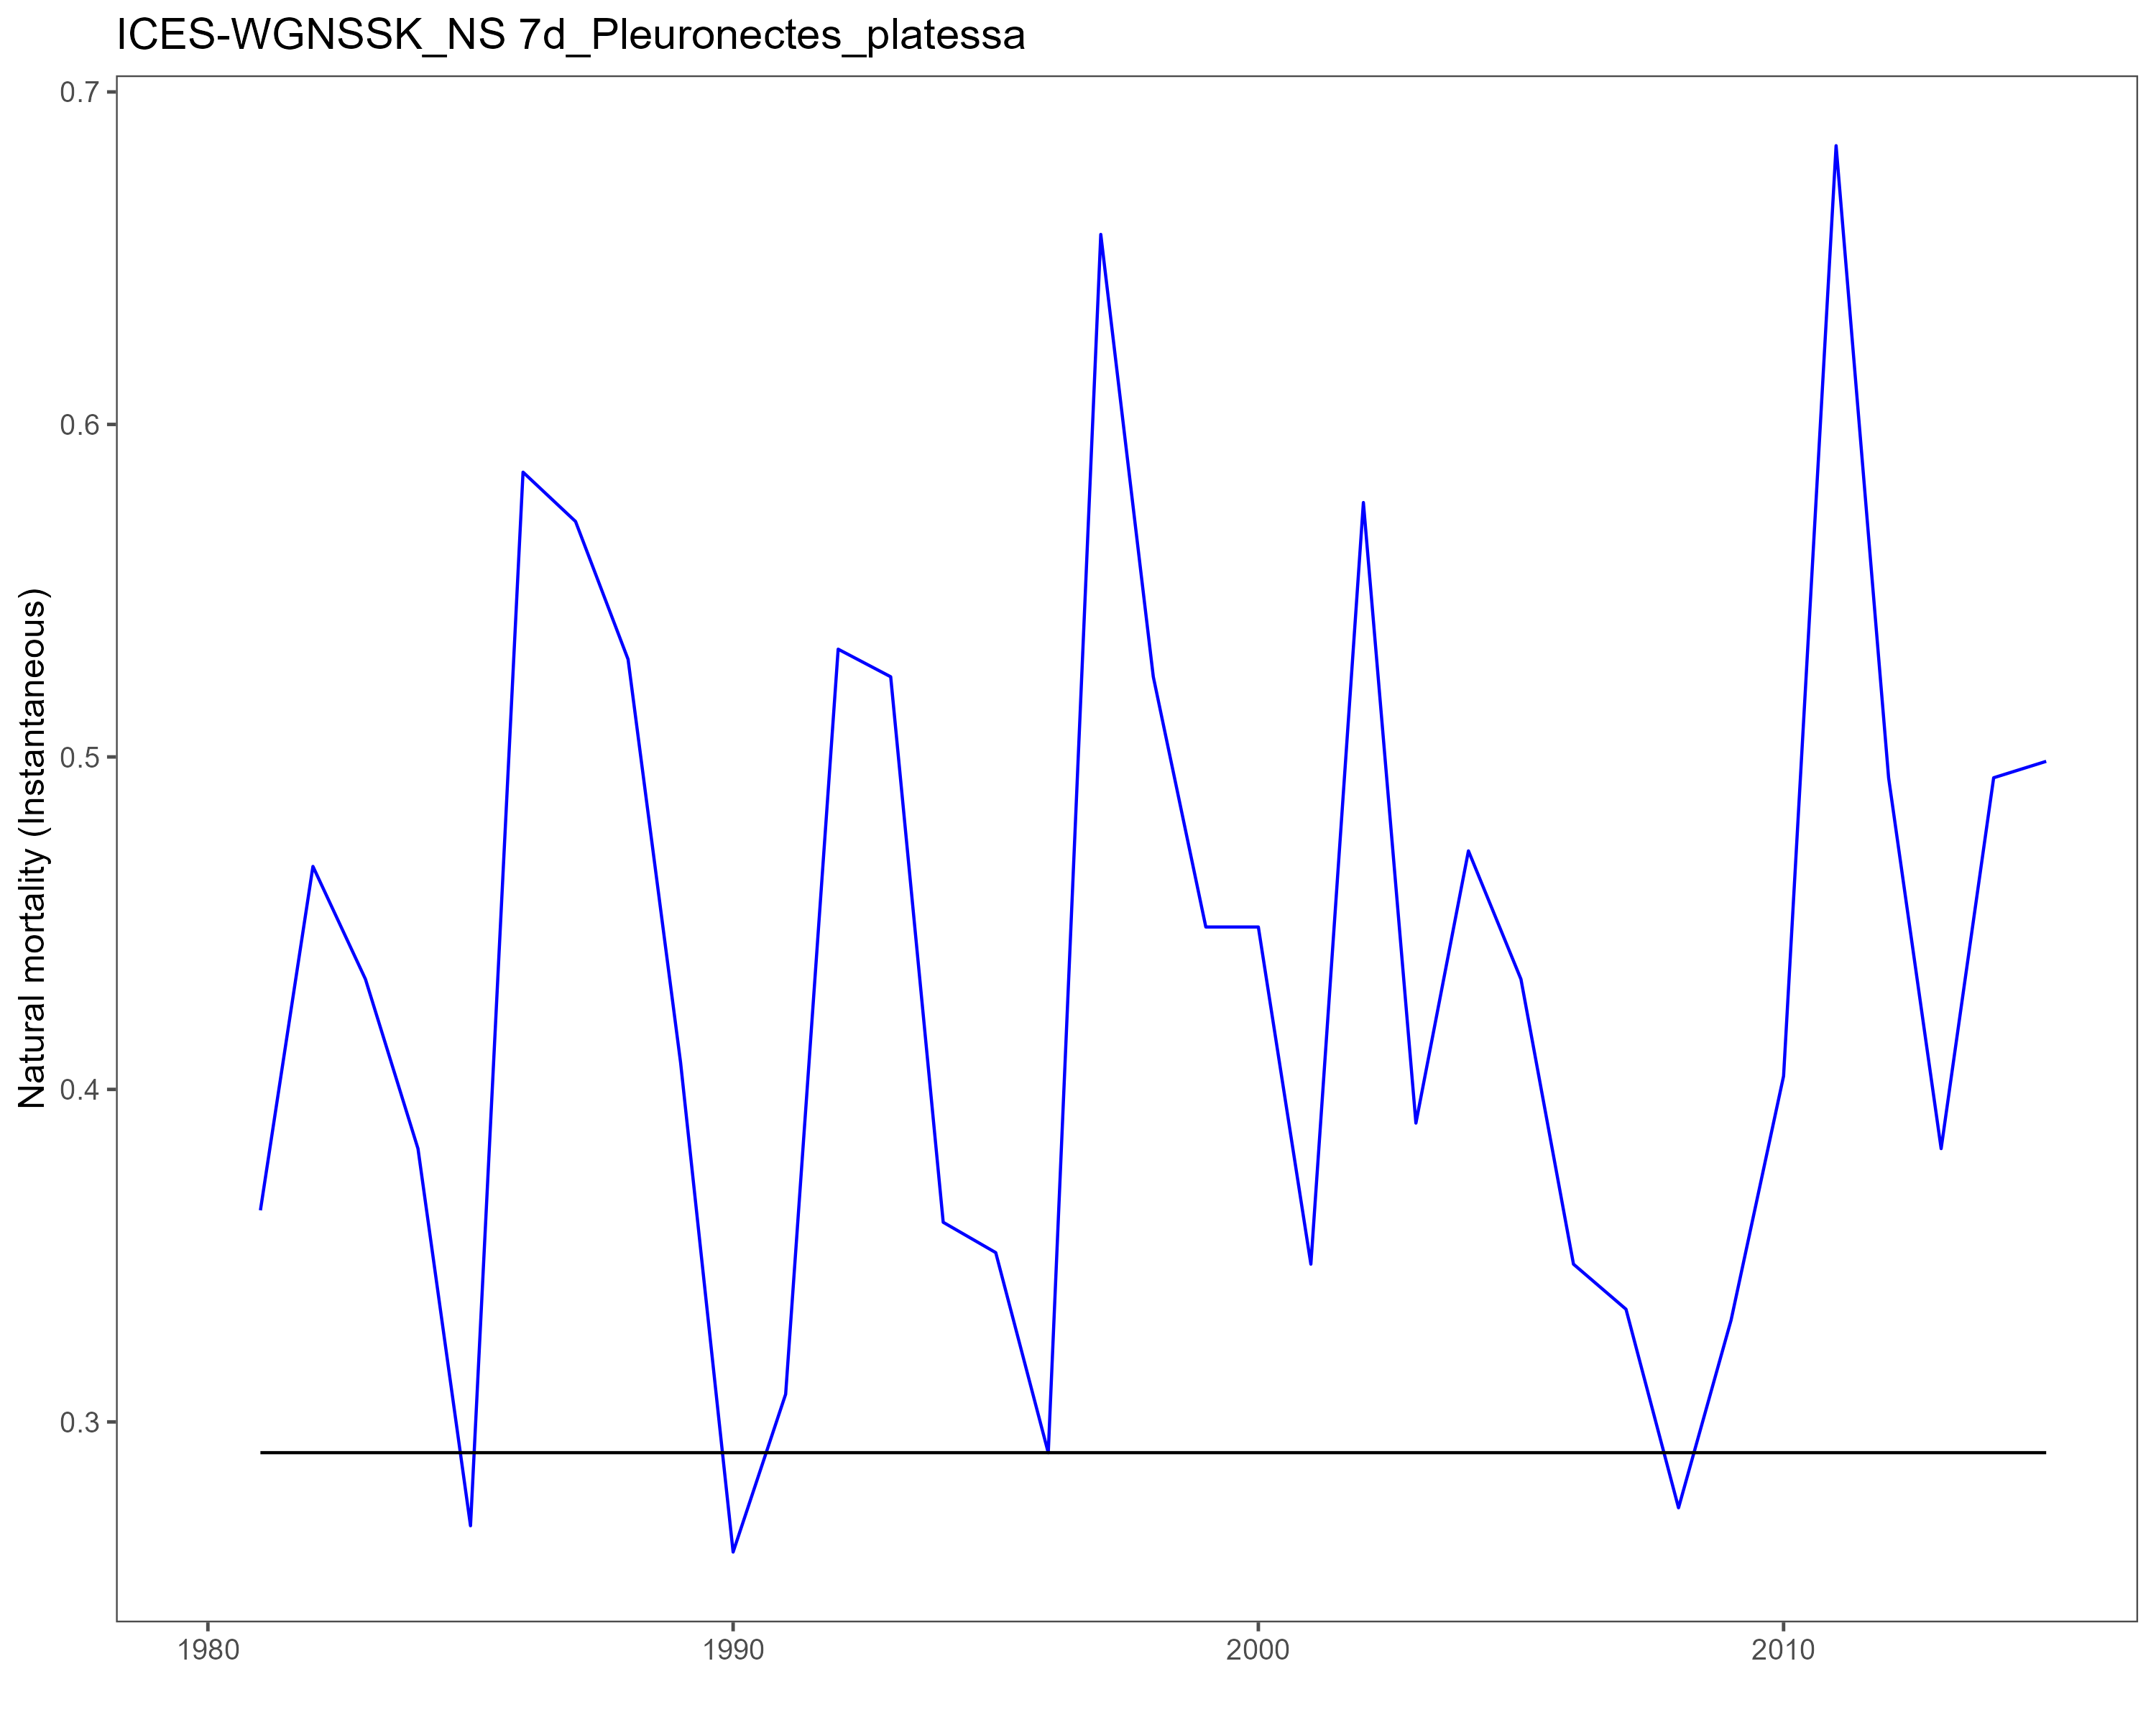 ICES-WGNSSK_NS 7d_Pleuronectes_platessa
Natural mortality (Instantaneous)
0.7
0.6
0.5
0.4
0.3
1980 1990 2000 2010